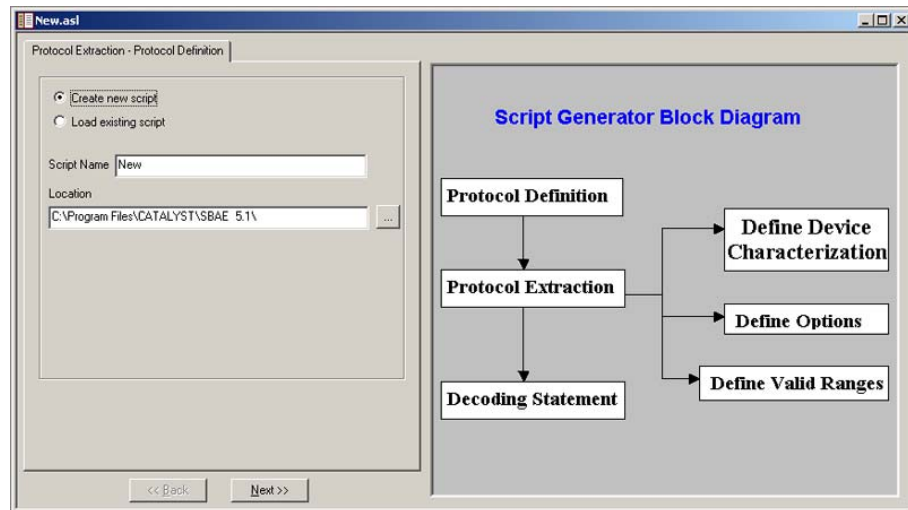 New.asl
Protocol Extraction - Protocol Definition
Create new script
Load existing script
Script Name New
Location
C:\Program Files\CATALYST\SBAE 5.1\
...
<< Back
Next >>
Script Generator Block Diagram
Protocol Definition
Define Device
Characterization
Protocol Extraction
Define Options
Define Valid Ranges
Decoding Statement